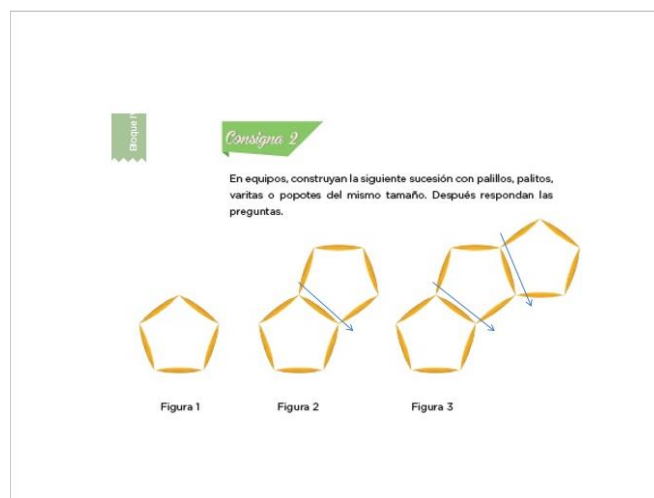 Bloque IV
Consigna 2
En equipos, construyan la siguiente sucesión con palillos, palitos,
varitas o popotes del mismo tamaño. Después respondan las
preguntas.
Figura 1
Figura 2
Figura 3